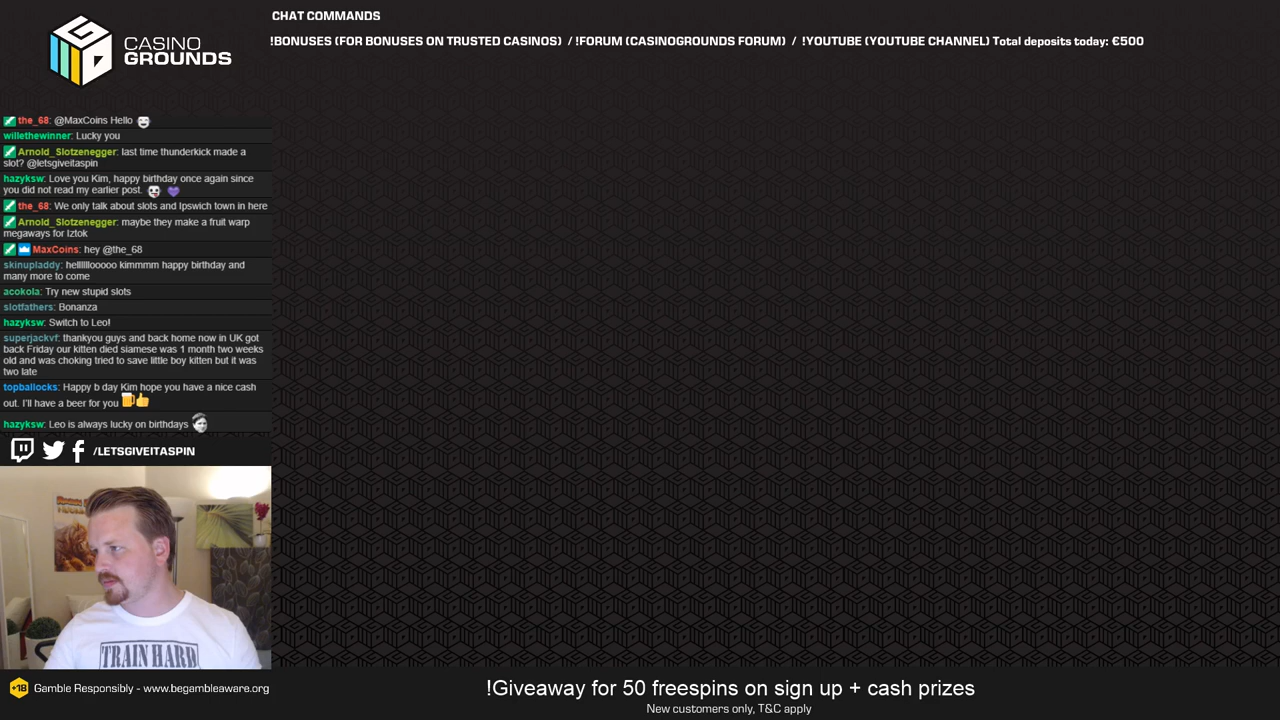 CASINO
GROUNDS
CHAT COMMANDS
!BONUSES (FOR BONUSES ON TRUSTED CASINOS) / !FORUM (CASINOGROUNDS FORUM) / !YOUTUBE (YOUTUBE CHANNEL) Total deposits today: €500
the_68: @MaxCoins Hello
willethewinner: Lucky you
Arnold_Slotzenegger: last time thunderkick made a
slot? @letsgiveitaspin
hazyksw: Love you Kim, happy birthday once again since
you did not read my earlier post.
the_68: We only talk about slots and Ipswich town in here
Arnold_Slotzenegger: maybe they make a fruit warp
megaways for Iztok
MaxCoins: hey @the_68
skinupladdy: helllllllooooo kimmmm happy birthday and
many more to come
acokola: Try new stupid slots
slotfathers: Bonanza
hazyksw: Switch to Leo!
superjackvf: thankyou guys and back home now in UK got
back Friday our kitten died siamese was 1 month two weeks
old and was choking tried to save little boy kitten but it was
two late
topballocks: Happy b day Kim hope you have a nice cash
out. I'll have a beer for you
hazyksw: Leo is always lucky on birthdays
/LETSGIVEITASPIN
TRAIN HARD
+18 Gamble Responsibly - www.begambleaware.org
!Giveaway for 50 freespins on sign up + cash prizes
New customers only, T&C apply